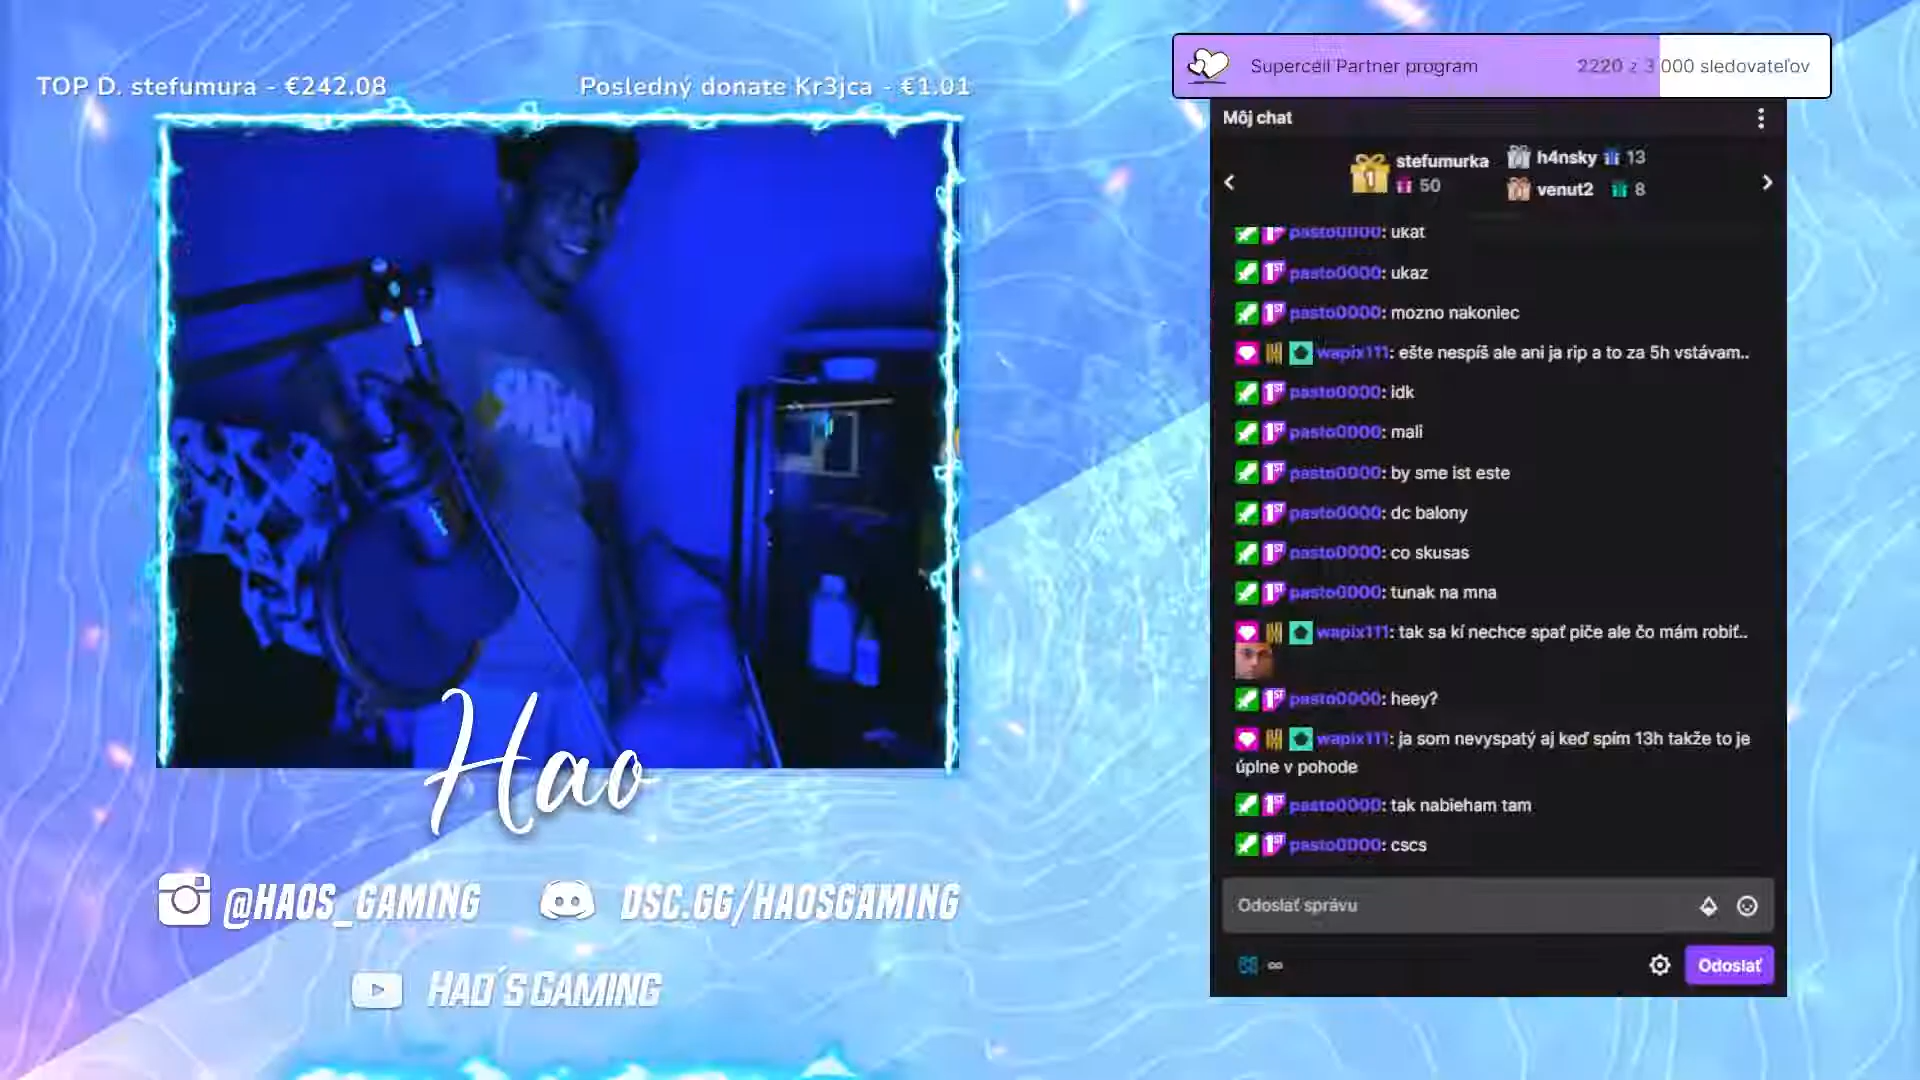 TOP D. stefumura - €242.08
Posledný donate Kr3jca - €1.01
Supercell Partner program 2220 z 3 000 sledovateľov
Môj chat
stefumurka
50
h4nsky 13
venut2 8
pasto0000: ukat
pasto0000: ukaz
pasto0000: mozno nakoniec
wapix111: ešte nespíš ale ani ja rip a to za 5h vstávam..
pasto0000: idk
pasto0000: mali
pasto0000: by sme ist este
pasto0000: dc balony
pasto0000: co skusas
pasto0000: tunak na mna
wapix111: tak sa kí nechce spať piče ale čo mám robiť..
pasto0000: heey?
wapix111: ja som nevyspatý aj keď spím 13h takže to je
úplne v pohode
pasto0000: tak nabieham tam
pasto0000: cscs
Odoslať správu
∞
Odoslať
Hao
@HAOS_GAMING
DSC.GG/HAOSGAMING
HAO´S GAMING